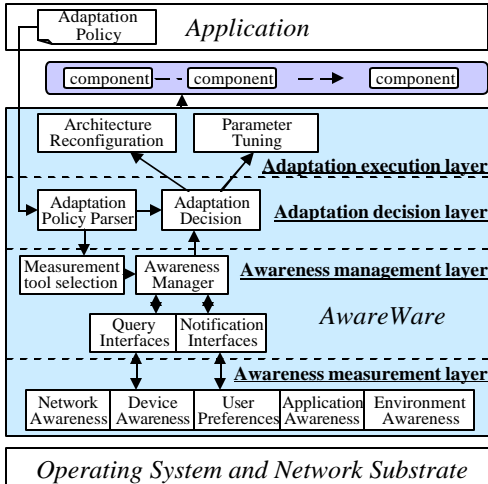 Adaptation
Policy
Application
component
component
component
Architecture
Reconfiguration
Parameter
Tuning
Adaptation execution layer
Adaptation
Policy Parser
Adaptation
Decision
Adaptation decision layer
Measurement
tool selection
Awareness
Manager
Awareness management layer
Query
Interfaces
Notification
Interfaces
AwareWare
Awareness measurement layer
Network
Awareness
Device
Awareness
User
Preferences
Application
Awareness
Environment
Awareness
Operating System and Network Substrate